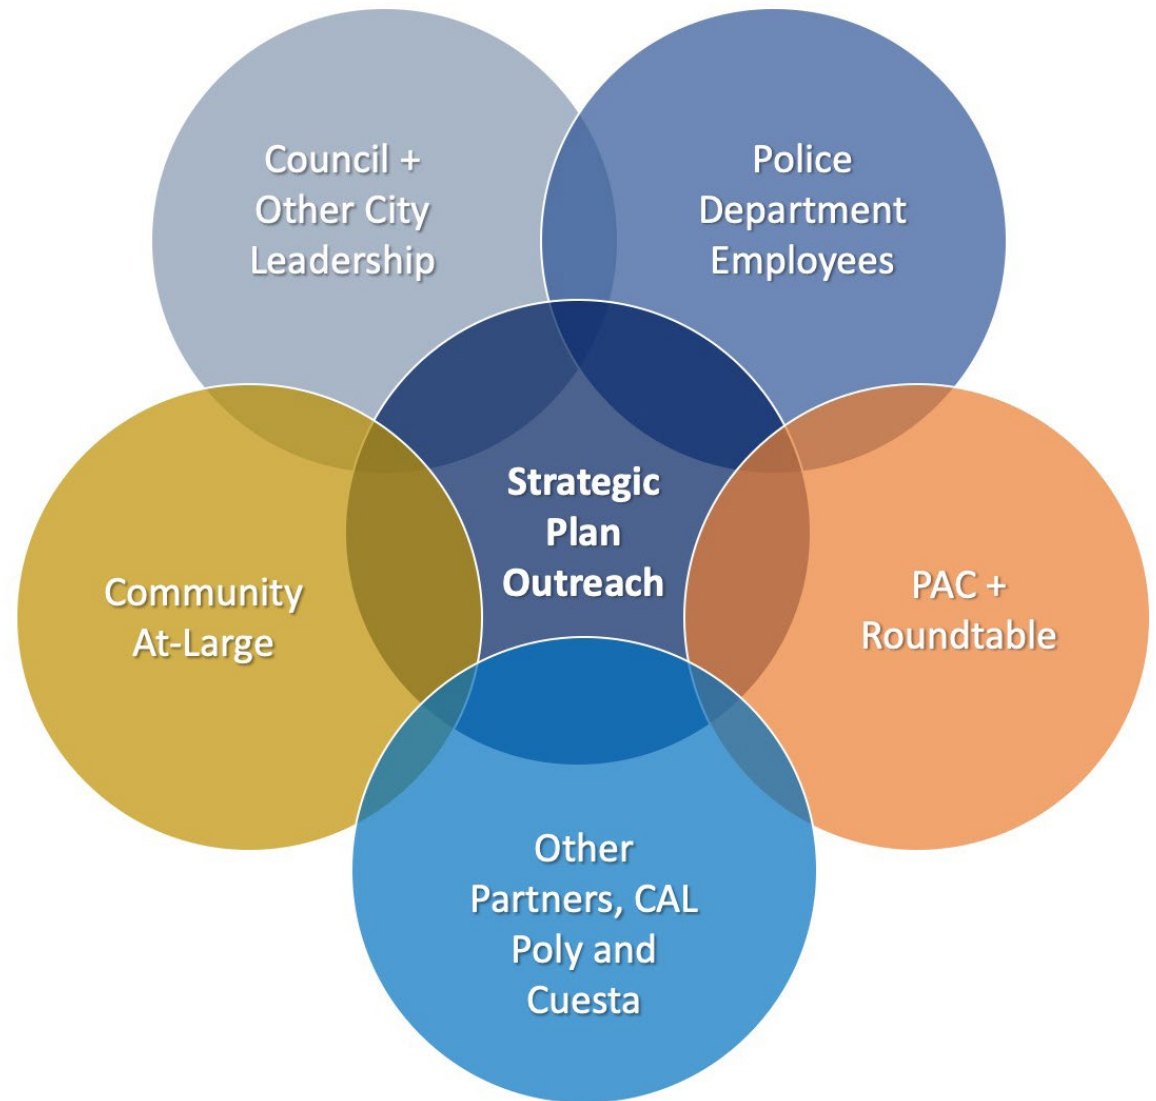 Council +
Other City
Leadership
Police
Department
Employees
Strategic
Plan
Outreach
Community
At-Large
PAC +
Roundtable
Other
Partners, CAL
Poly and
Cuesta